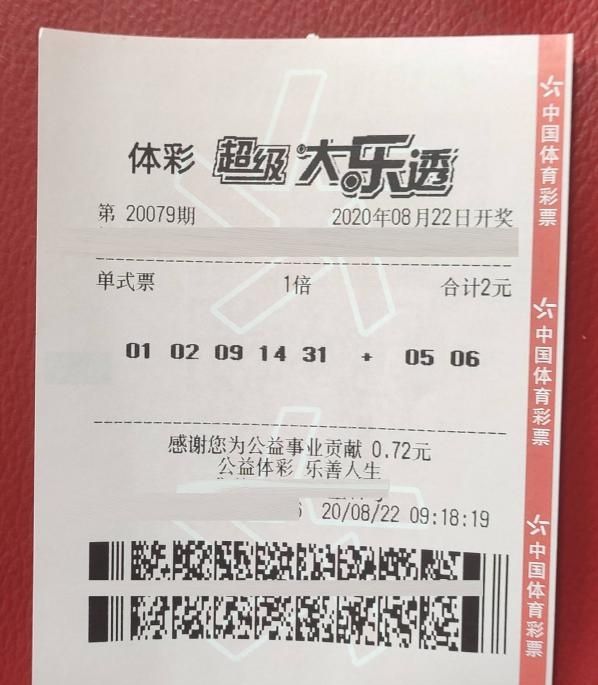 体彩 超级大乐透
第 20079期 2020年08月22日开奖
单式票 1倍 合计2元
01 02 09 14 31 + 05 06
感谢您为公益事业贡献 0.72元
公益体彩 乐善人生
20/08/22 09:18:19
中国体育彩票
中国体育彩票
中国体育彩票